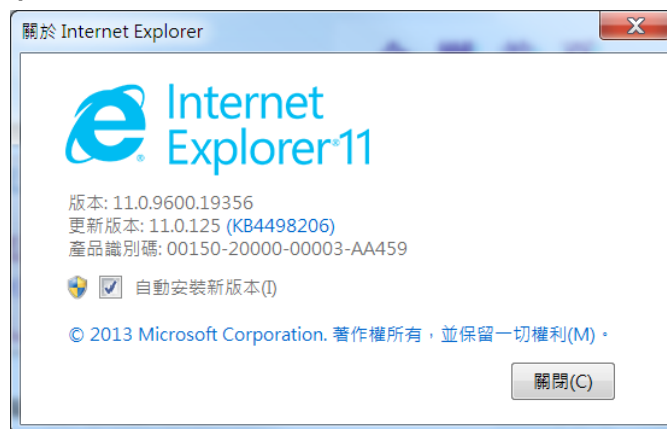 關於 Internet Explorer
Internet
Explorer®11
版本: 11.0.9600.19356
更新版本: 11.0.125 (KB4498206)
產品識別碼: 00150-20000-00003-AA459
自動安裝新版本(I)
© 2013 Microsoft Corporation. 著作權所有，並保留一切權利(M)。
關閉(C)